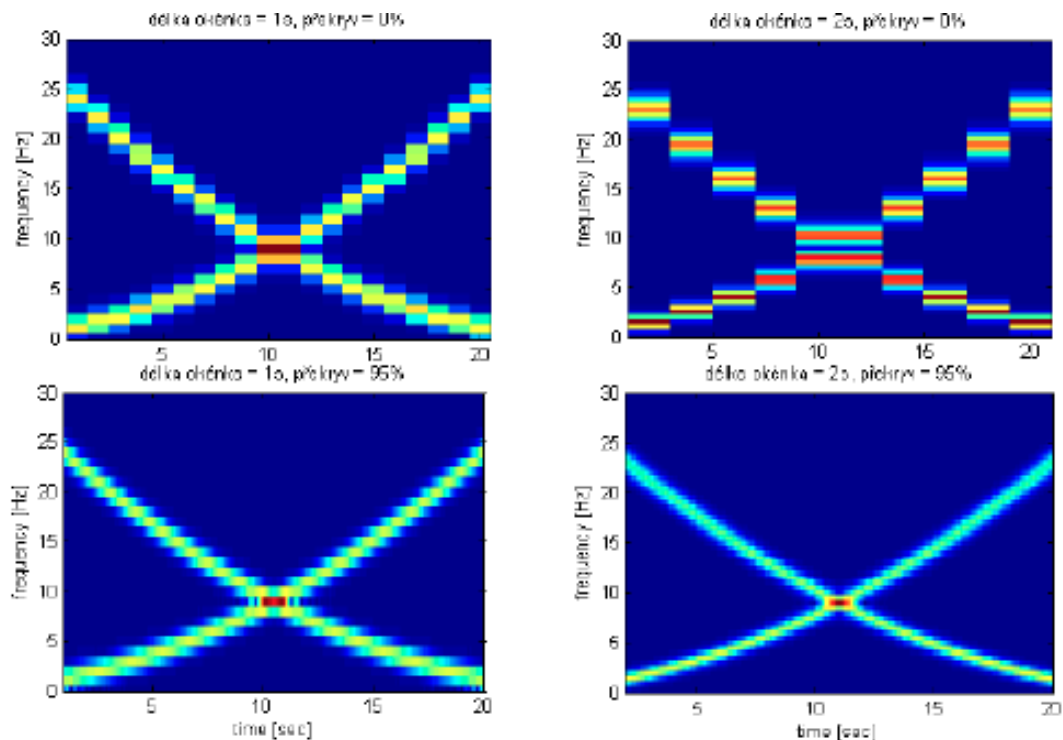 délka okénka = 1s, překryv = 0%
30
25
20
15
10
5
0
frequency [Hz]
5 10 15 20
délka okénka = 2s, překryv = 0%
30
25
20
15
10
5
0
frequency [Hz]
5 10 15 20
délka okénka = 1s, překryv = 95%
30
25
20
15
10
5
0
frequency [Hz]
5 10 15 20
time [sec]
délka okénka = 2s, překryv = 95%
30
25
20
15
10
5
0
frequency [Hz]
5 10 15 20
time [sec]